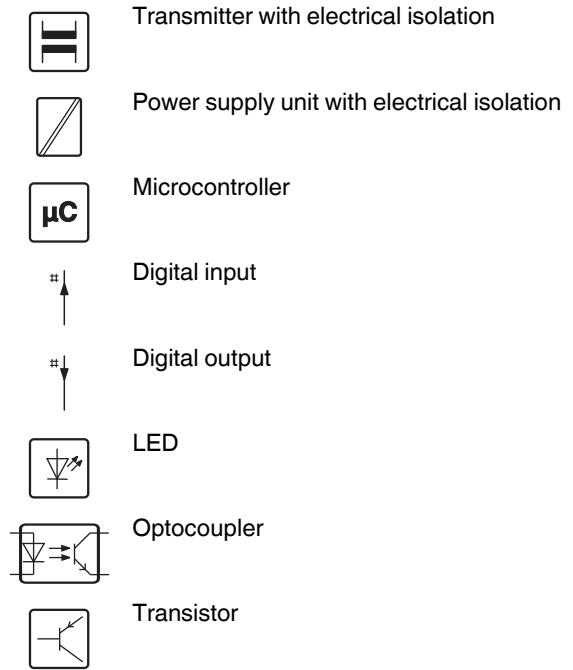 Transmitter with electrical isolation
Power supply unit with electrical isolation
µC Microcontroller
# Digital input
# Digital output
LED
Optocoupler
Transistor